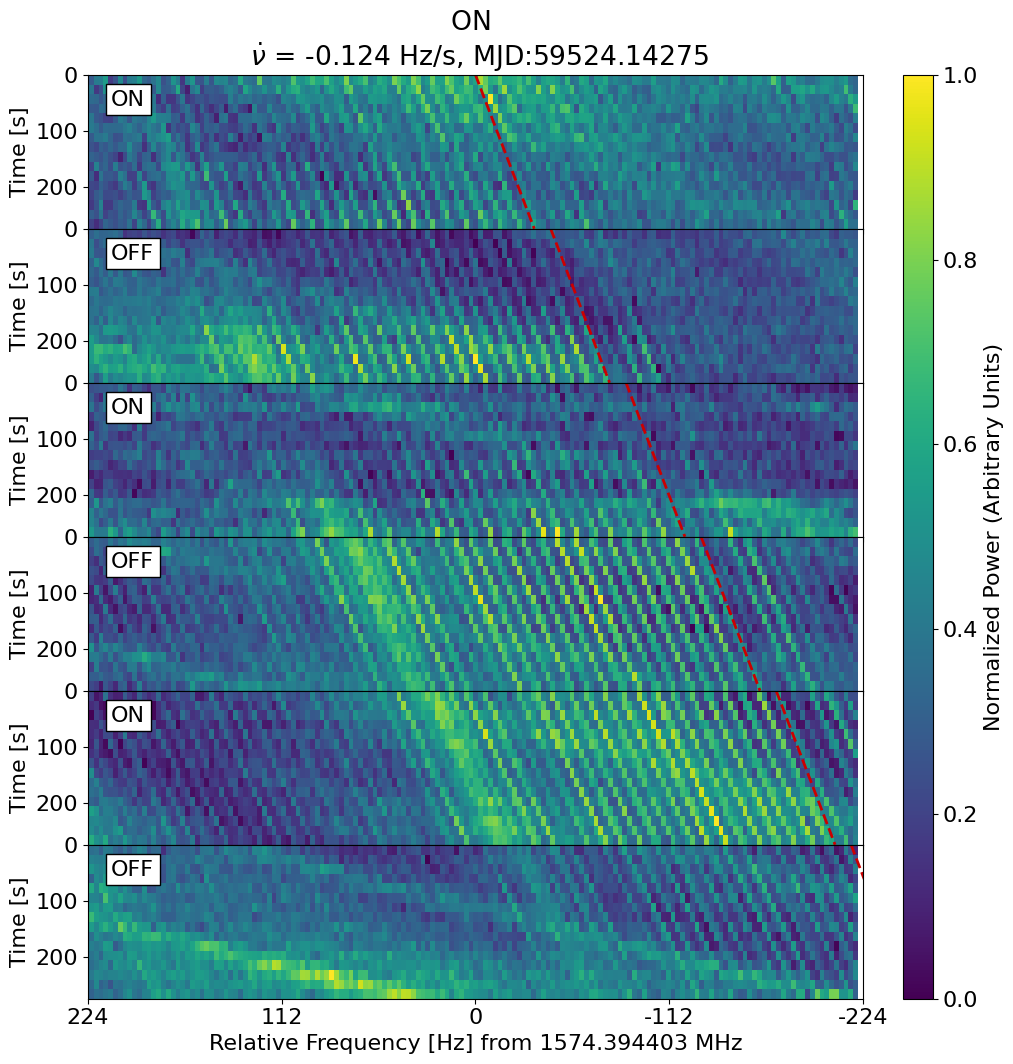 ON
ν̇ = -0.124 Hz/s, MJD:59524.14275
0
100
200
Time [s]
ON
0
100
200
Time [s]
OFF
0
100
200
Time [s]
ON
0
100
200
Time [s]
OFF
0
100
200
Time [s]
ON
0
100
200
Time [s]
OFF
224 112 0 -112 -224
Relative Frequency [Hz] from 1574.394403 MHz
1.0
0.8
0.6
0.4
0.2
0.0
Normalized Power (Arbitrary Units)